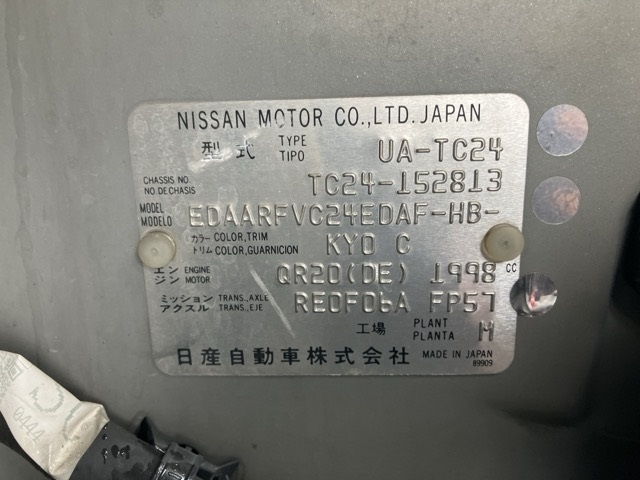 NISSAN MOTOR CO.,LTD. JAPAN
型式 TYPE TIPO UA-TC24
CHASSIS NO. NO.DE CHASIS TC24-152813
MODEL MODELO EDAARFVC24EDAF-HB-
カラー COLOR,TRIM
トリム COLOR,GUARNICION KY0 C
エンジン ENGINE MOTOR QR20(DE) 1998 CC
ミッション TRANS.,AXLE
アクスル TRANS.,EJE RE0F06A FP57
工場 PLANT PLANTA M
日産自動車株式会社 MADE IN JAPAN
89909
0444